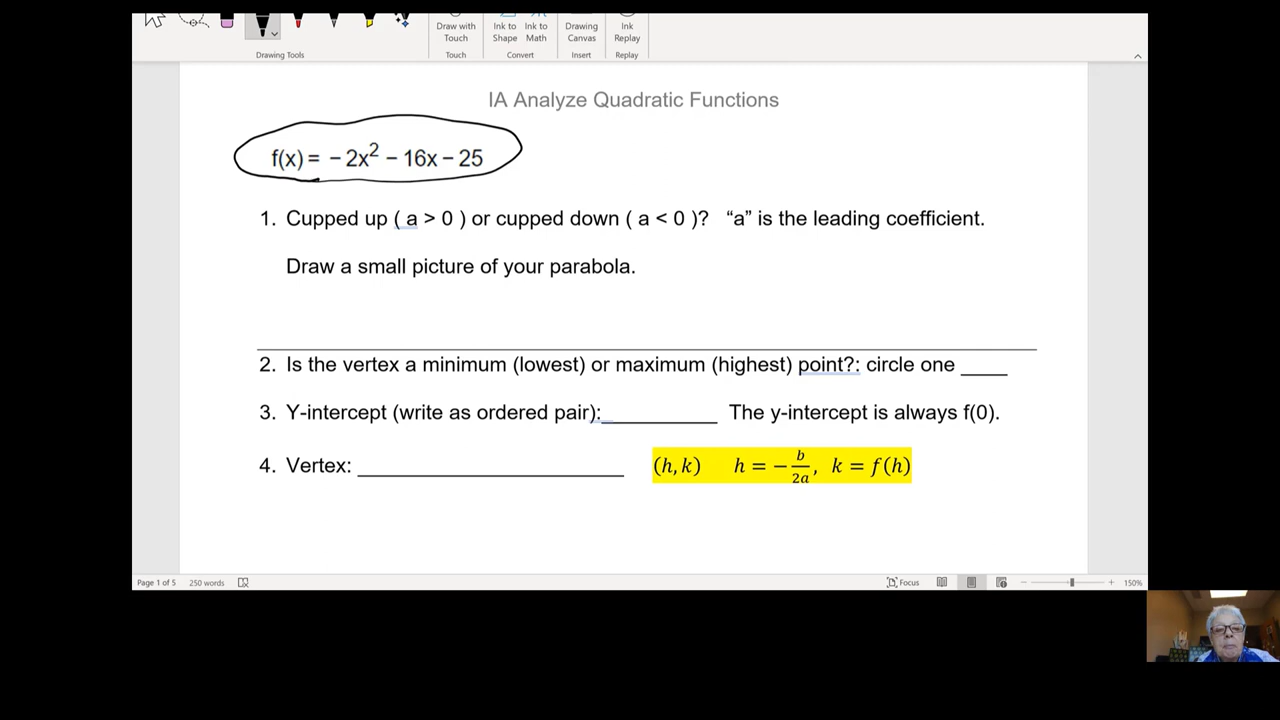 Draw with Touch
Ink to Shape
Ink to Math
Drawing Canvas
Ink Replay
Drawing Tools
Touch
Convert
Insert
Replay
IA Analyze Quadratic Functions
f(x) = − 2x² − 16x − 25
1. Cupped up ( a > 0 ) or cupped down ( a < 0 )? “a” is the leading coefficient.
Draw a small picture of your parabola.
2. Is the vertex a minimum (lowest) or maximum (highest) point?: circle one ____
3. Y-intercept (write as ordered pair):__________ The y-intercept is always f(0).
4. Vertex: ______________________ (h, k) h = −b/2a, k = f(h)
Page 1 of 5 250 words Focus 150%